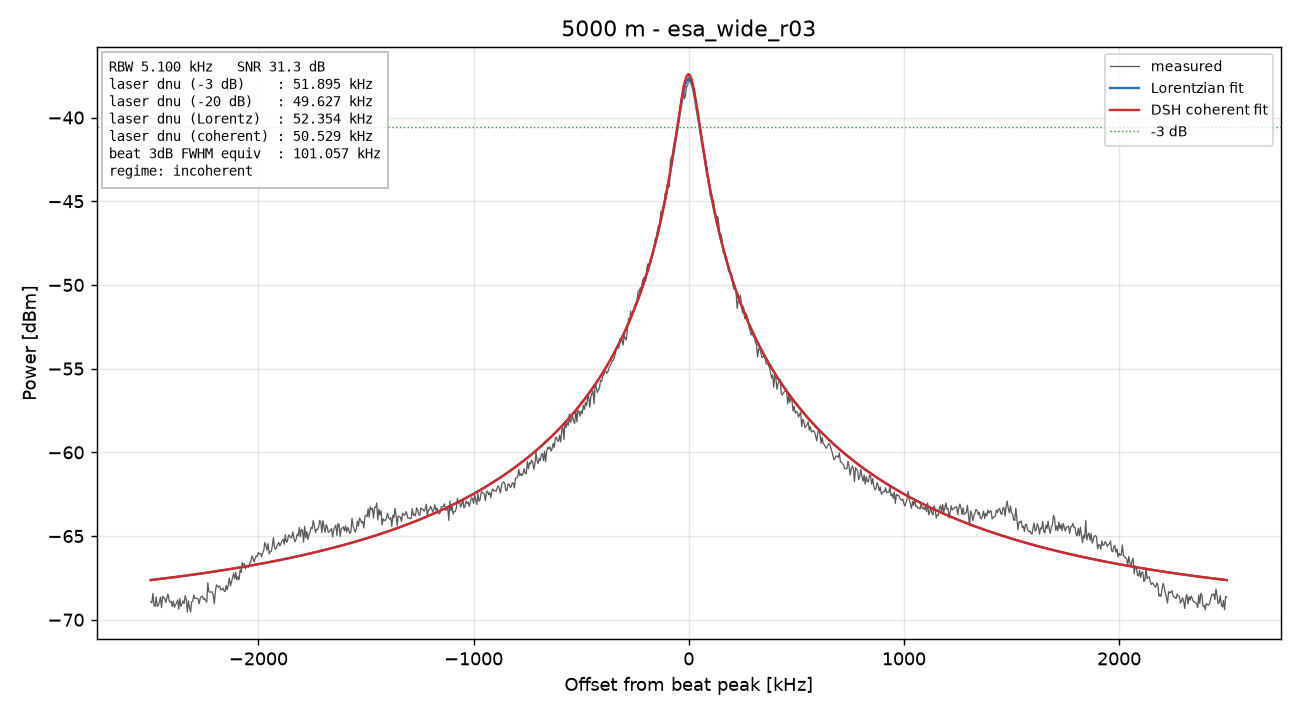 5000 m - esa_wide_r03
RBW 5.100 kHz   SNR 31.3 dB
laser dnu (-3 dB)    : 51.895 kHz
laser dnu (-20 dB)   : 49.627 kHz
laser dnu (Lorentz)  : 52.354 kHz
laser dnu (coherent) : 50.529 kHz
beat 3dB FWHM equiv  : 101.057 kHz
regime: incoherent
measured
Lorentzian fit
DSH coherent fit
-3 dB
Power [dBm]
−40
−45
−50
−55
−60
−65
−70
−2000
−1000
0
1000
2000
Offset from beat peak [kHz]